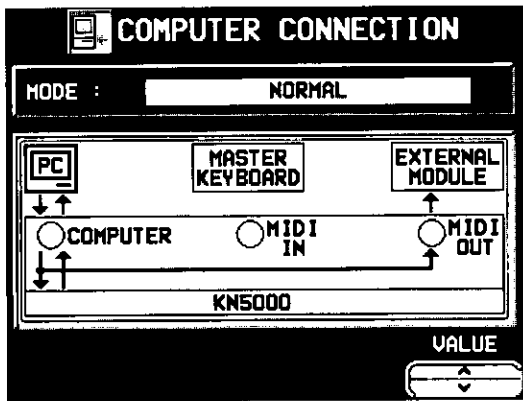 COMPUTER CONNECTION
MODE : NORMAL
PC
MASTER
KEYBOARD
EXTERNAL
MODULE
COMPUTER
MIDI
IN
MIDI
OUT
KN5000
VALUE